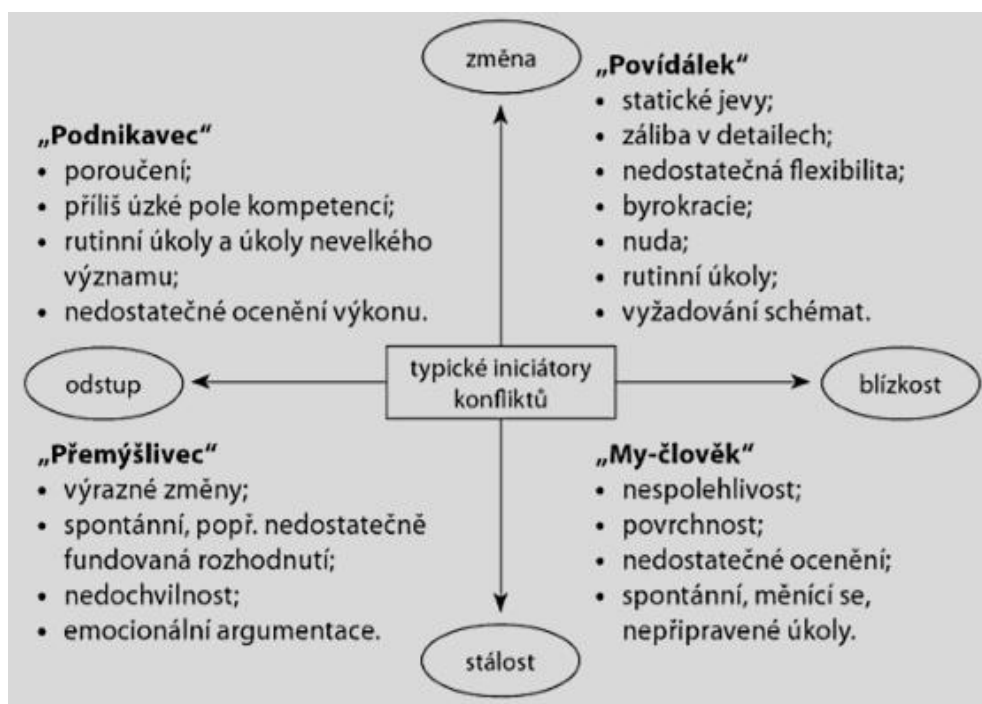 změna
„Podnikavec“
• poroučení;
• příliš úzké pole kompetencí;
• rutinní úkoly a úkoly nevelkého
významu;
• nedostatečné ocenění výkonu.
„Povídálek“
• statické jevy;
• záliba v detailech;
• nedostatečná flexibilita;
• byrokracie;
• nuda;
• rutinní úkoly;
• vyžadování schémat.
odstup
typické iniciátory
konfliktů
blízkost
„Přemýšlivec“
• výrazné změny;
• spontánní, popř. nedostatečně
fundovaná rozhodnutí;
• nedochvilnost;
• emocionální argumentace.
„My-člověk“
• nespolehlivost;
• povrchnost;
• nedostatečné ocenění;
• spontánní, měnící se,
nepřipravené úkoly.
stálost